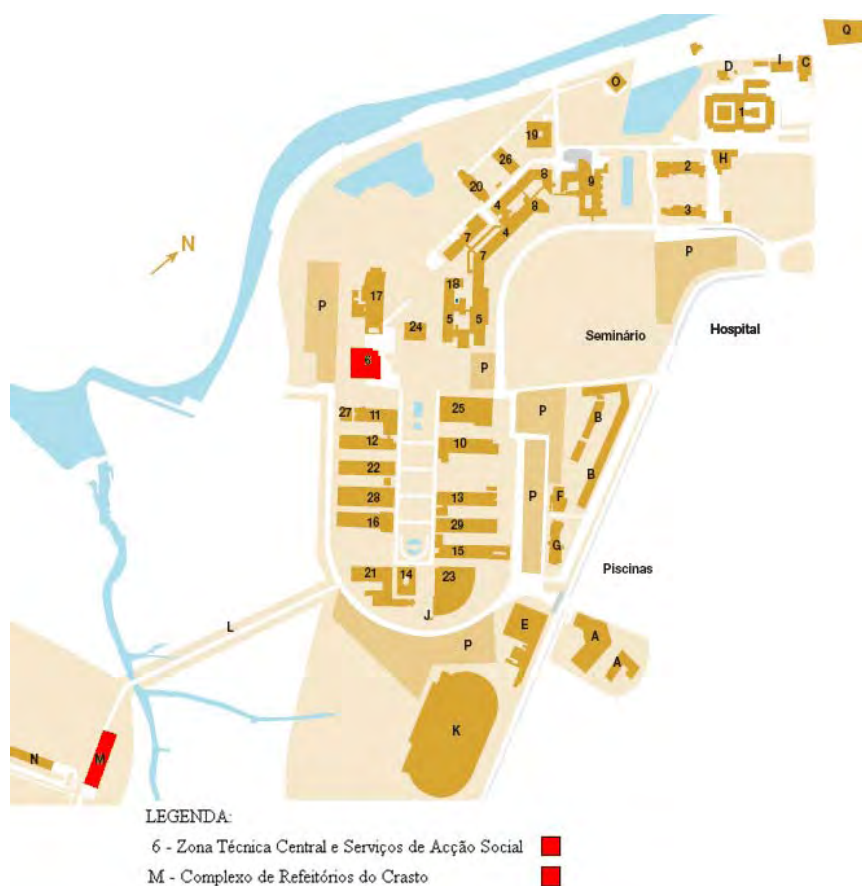 Q
D I C
O
1
19
26
H
2
8
9
20
4 8
3
7 4
N
7
P
18
P 17
Hospital
5 5
24
Seminário
6
P
25
27 11
P
B
12
10
22
B
P
28
13
F
16
29
G
15
Piscinas
21 14 23
J
L
E
P
A
A
K
N M
LEGENDA:
6 - Zona Técnica Central e Serviços de Acção Social
M - Complexo de Refeitórios do Crasto